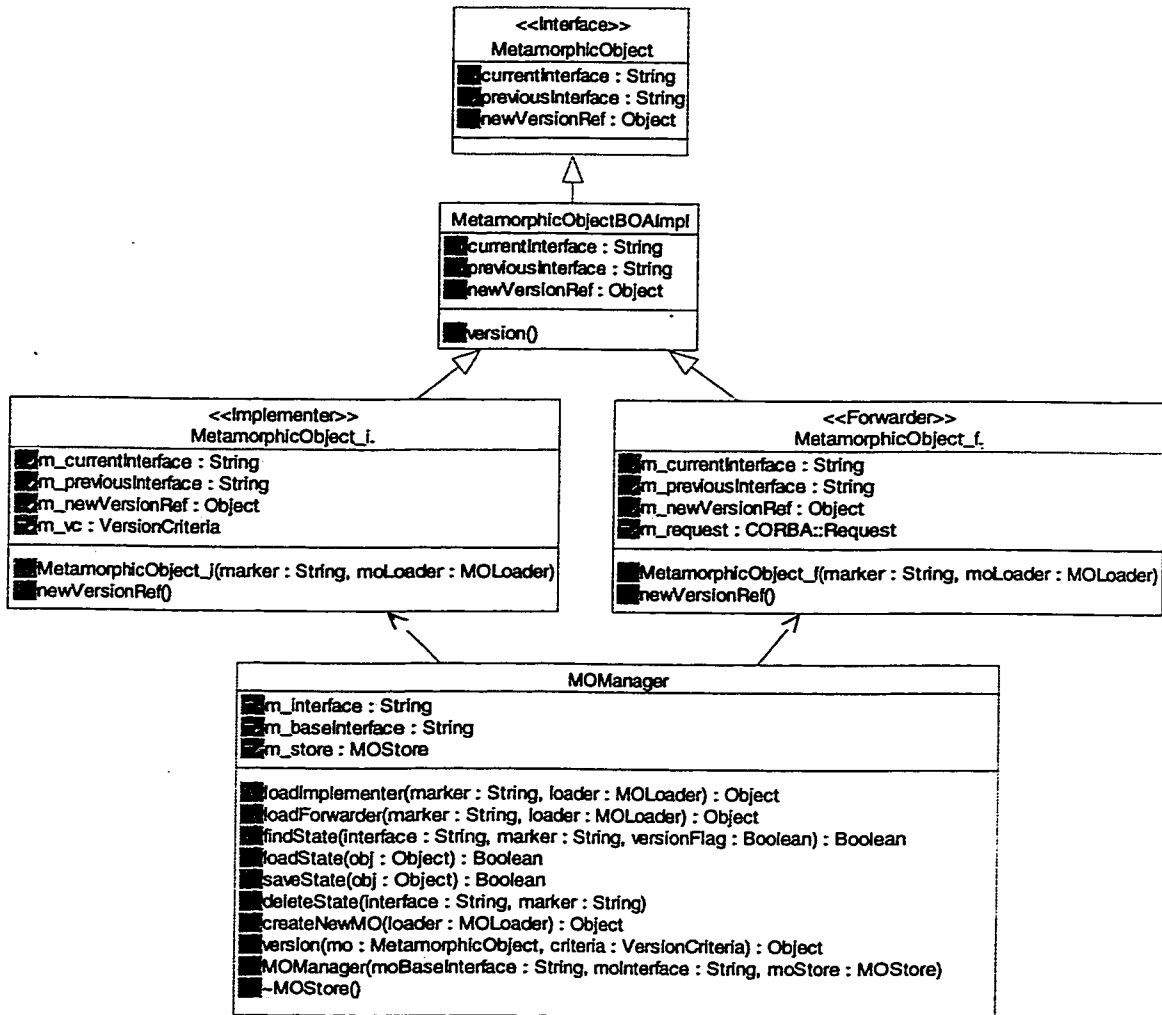 <<Interface>>
MetamorphicObject
currentInterface : String
previousInterface : String
newVersionRef : Object
MetamorphicObjectBOAImpl
currentInterface : String
previousInterface : String
newVersionRef : Object
version()
<<Implementer>>
MetamorphicObject_i.
m_currentInterface : String
m_previousInterface : String
m_newVersionRef : Object
m_vc : VersionCriteria
MetamorphicObject_i(marker : String, moLoader : MOLoader)
newVersionRef()
<<Forwarder>>
MetamorphicObject_f.
m_currentInterface : String
m_previousInterface : String
m_newVersionRef : Object
m_request : CORBA::Request
MetamorphicObject_f(marker : String, moLoader : MOLoader)
newVersionRef()
MOManager
m_interface : String
m_baseInterface : String
m_store : MOStore
loadImplementer(marker : String, loader : MOLoader) : Object
loadForwarder(marker : String, loader : MOLoader) : Object
findState(interface : String, marker : String, versionFlag : Boolean) : Boolean
loadState(obj : Object) : Boolean
saveState(obj : Object) : Boolean
deleteState(interface : String, marker : String)
createNewMO(loader : MOLoader) : Object
version(mo : MetamorphicObject, criteria : VersionCriteria) : Object
MOManager(moBaseInterface : String, moInterface : String, moStore : MOStore)
~MOStore()